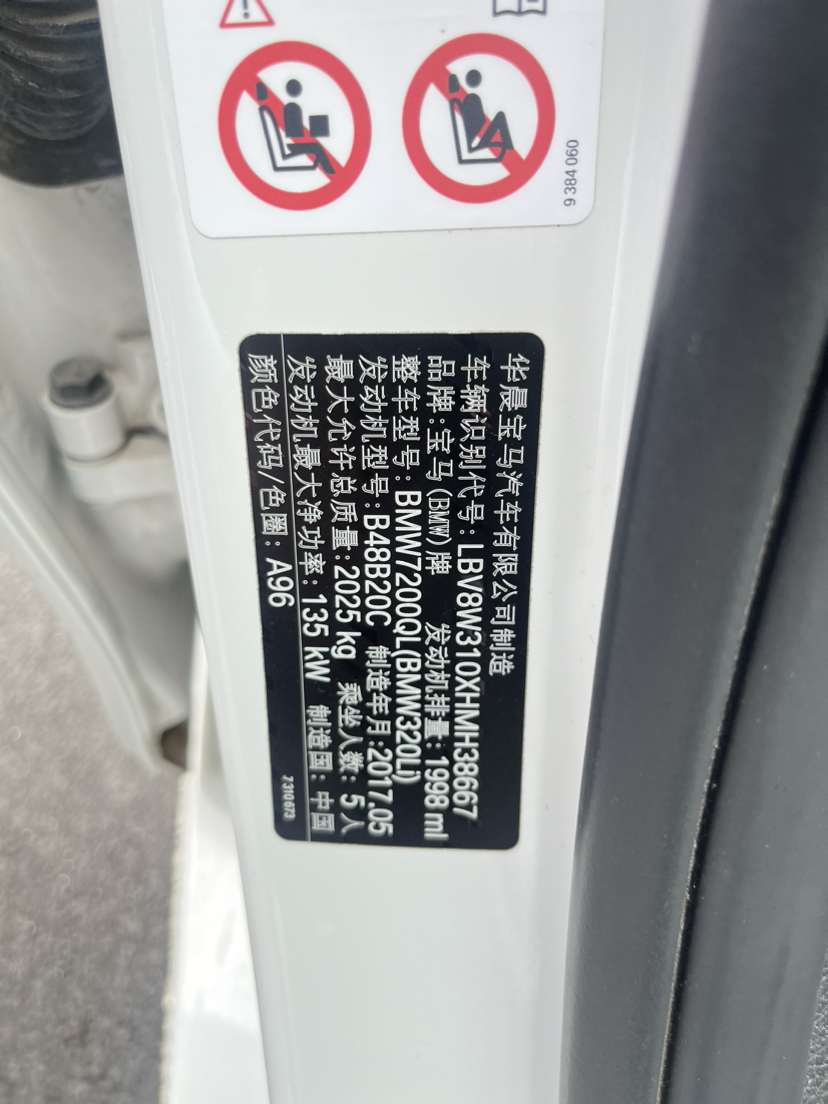 9 384 060
华晨宝马汽车有限公司制造
车辆识别代号:LBV8W310XHMH38667
品牌:宝马(BMW)牌 发动机排量:1998 ml
整车型号:BMW7200QL(BMW320Li)
发动机型号:B48B20C 制造年月:2017.05
最大允许总质量:2025 kg 乘坐人数:5人
发动机最大净功率:135 kW 制造国:中国
颜色代码/色圈:A96
7 310 673